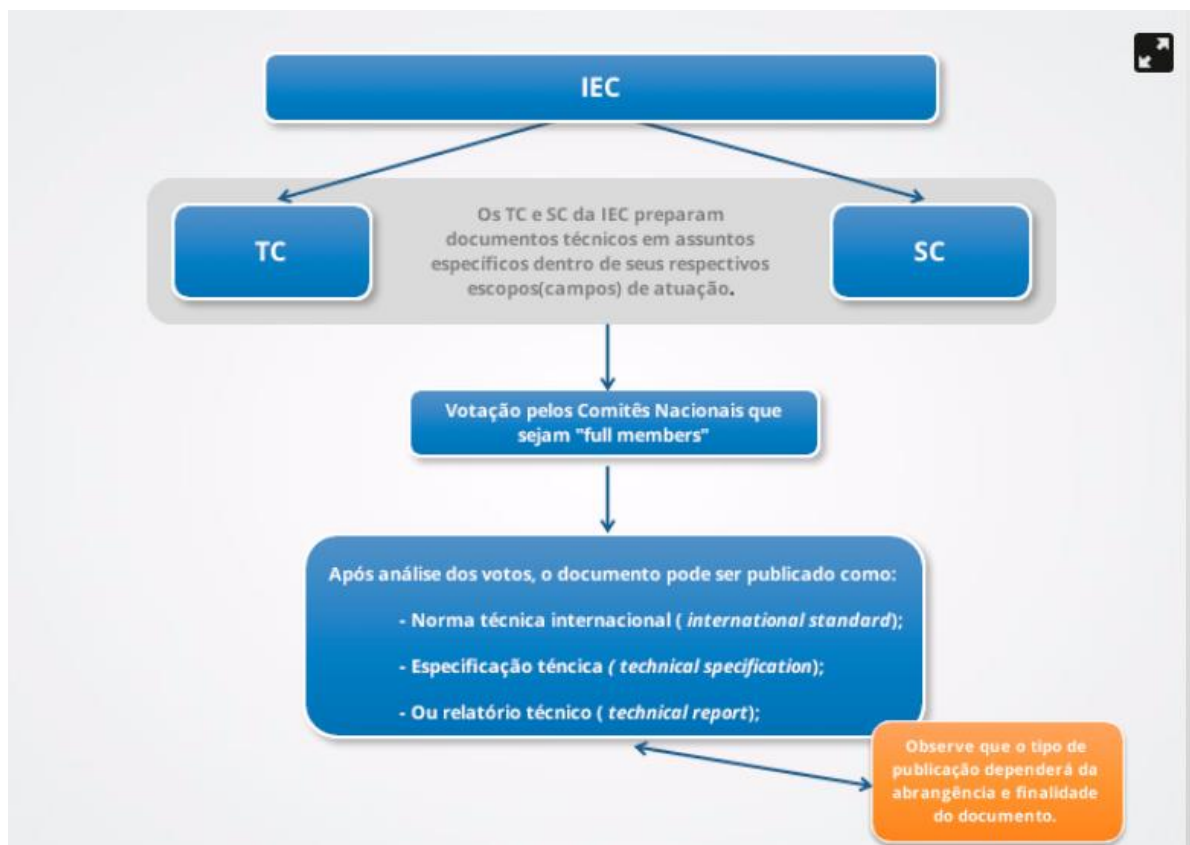 IEC
TC
Os TC e SC da IEC preparam
documentos técnicos em assuntos
específicos dentro de seus respectivos
escopos(campos) de atuação.
SC
Votação pelos Comitês Nacionais que
sejam "full members"
Após análise dos votos, o documento pode ser publicado como:
- Norma técnica internacional ( international standard);
- Especificação téncica ( technical specification);
- Ou relatório técnico ( technical report);
Observe que o tipo de
publicação dependerá da
abrangência e finalidade
do documento.